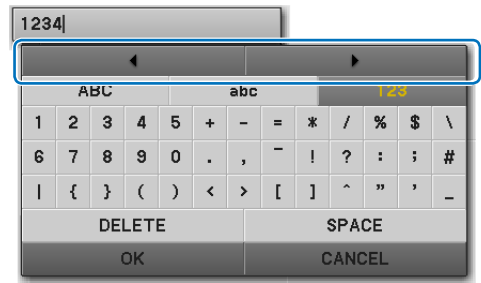 1234
◀ ▶
ABC abc 123
1 2 3 4 5 + - = * / % $ \
6 7 8 9 0 . , ‾ ! ? : ; #
| { } ( ) < > [ ] ^ " ' _
DELETE SPACE
OK CANCEL